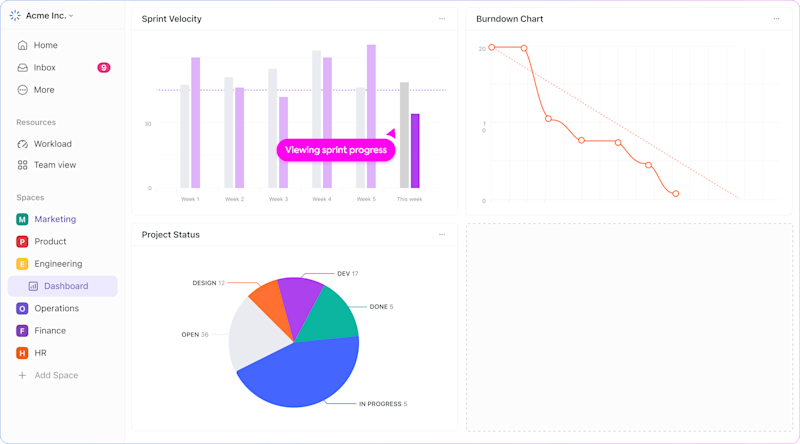 Acme Inc.
Home
Inbox 9
More
Resources
Workload
Team view
Spaces
M Marketing
P Product
E Engineering
Dashboard
O Operations
F Finance
H HR
+ Add Space
Sprint Velocity
30
0
Week 1 Week 2 Week 3 Week 4 Week 5 This week
Viewing sprint progress
Burndown Chart
20
1
0
0
Project Status
DEV 17
DESIGN 12
DONE 5
OPEN 36
IN PROGRESS 5